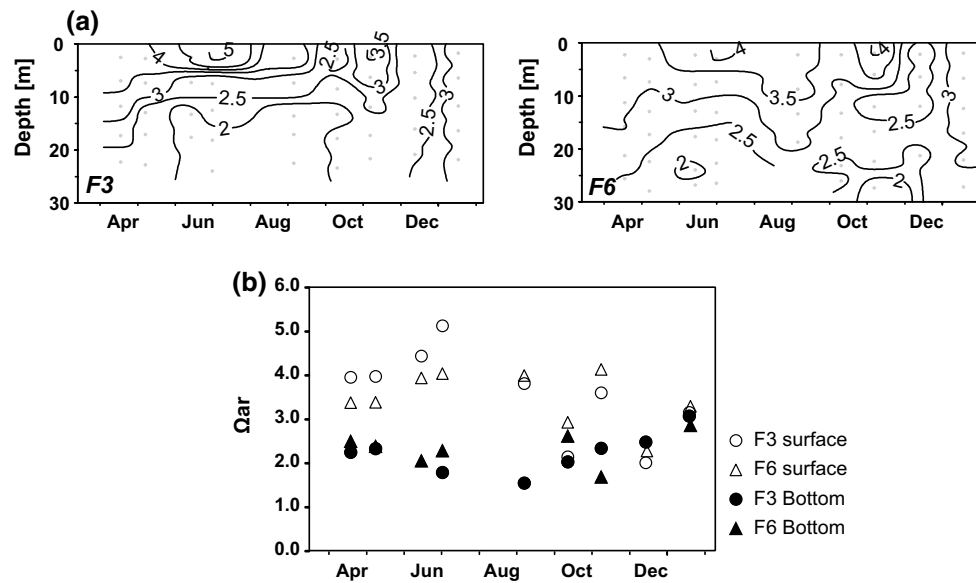 (a)
0
10
20
30
Depth [m]
4
5
2.5
3.5
3
3
2.5
2
2.5
3
F3
Apr Jun Aug Oct Dec
0
10
20
30
Depth [m]
4
4
3
3.5
3
2.5
2.5
2
2.5
2
F6
Apr Jun Aug Oct Dec
(b)
6.0
5.0
4.0
3.0
2.0
1.0
0.0
Ωar
Apr Jun Aug Oct Dec
F3 surface
F6 surface
F3 Bottom
F6 Bottom